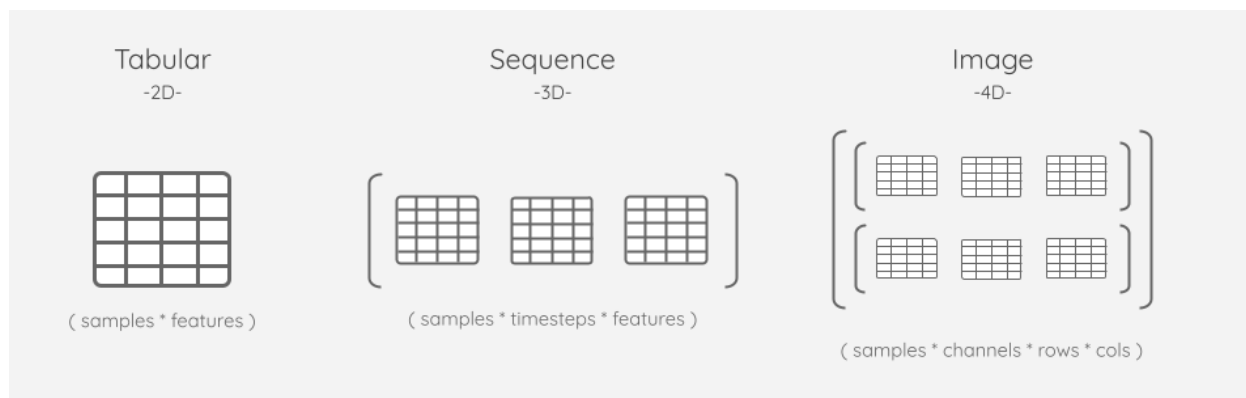 Tabular
-2D-
( samples * features )
Sequence
-3D-
( samples * timesteps * features )
Image
-4D-
( samples * channels * rows * cols )